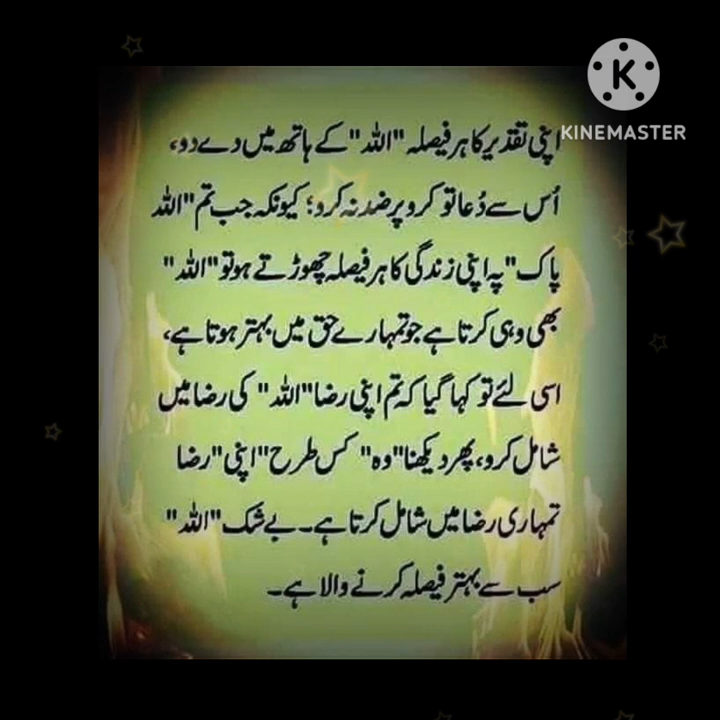 KINEMASTER
اپنی تقدیر کا ہر فیصلہ "اللہ" کے ہاتھ میں دے دو،
اُس سے دُعا تو کرو پر ضد نہ کرو؛ کیونکہ جب تم "اللہ
پاک" پہ اپنی زندگی کا ہر فیصلہ چھوڑتے ہو تو "اللہ"
بھی وہی کرتا ہے جو تمہارے حق میں بہتر ہوتا ہے،
اسی لئے تو کہا گیا کہ تم اپنی رضا "اللہ" کی رضا میں
شامل کرو، پھر دیکھنا "وہ" کس طرح "اپنی" رضا
تمہاری رضا میں شامل کرتا ہے۔ بے شک "اللہ"
سب سے بہتر فیصلہ کرنے والا ہے۔